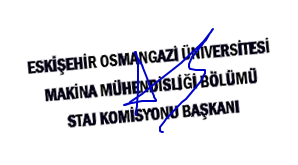 ESKİŞEHİR OSMANGAZİ ÜNİVERSİTESİ
MAKİNA MÜHENDİSLİĞİ BÖLÜMÜ
STAJ KOMİSYONU BAŞKANI